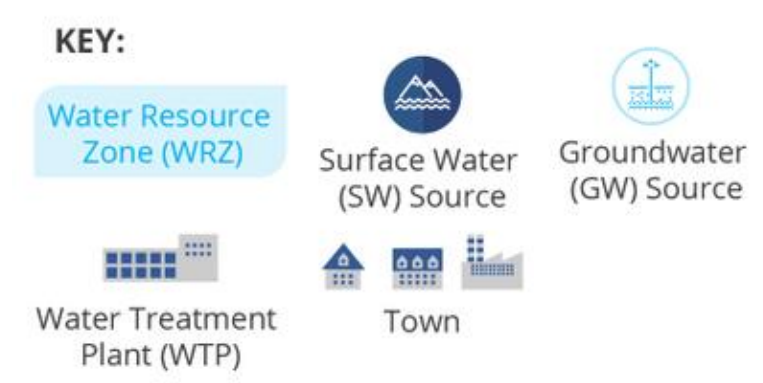 KEY:
Water Resource
Zone (WRZ)
Surface Water
(SW) Source
Groundwater
(GW) Source
Water Treatment
Plant (WTP)
Town